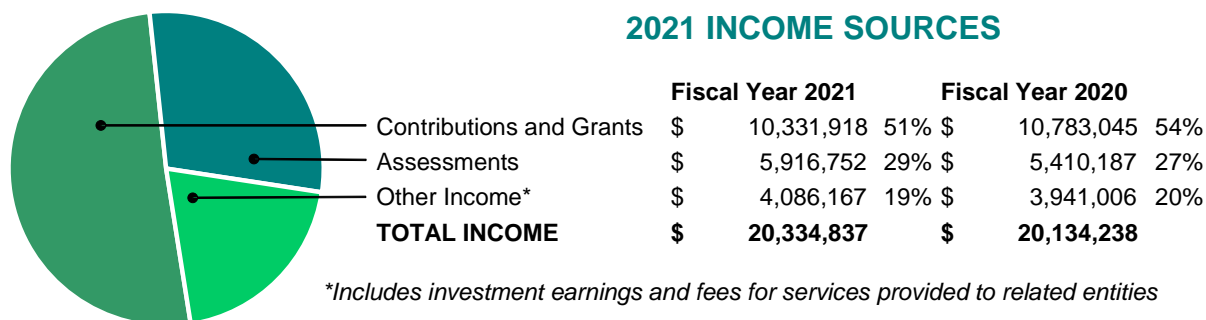 2021 INCOME SOURCES
Fiscal Year 2021 Fiscal Year 2020
Contributions and Grants $ 10,331,918 51% $ 10,783,045 54%
Assessments $ 5,916,752 29% $ 5,410,187 27%
Other Income* $ 4,086,167 19% $ 3,941,006 20%
TOTAL INCOME $ 20,334,837 $ 20,134,238
*Includes investment earnings and fees for services provided to related entities